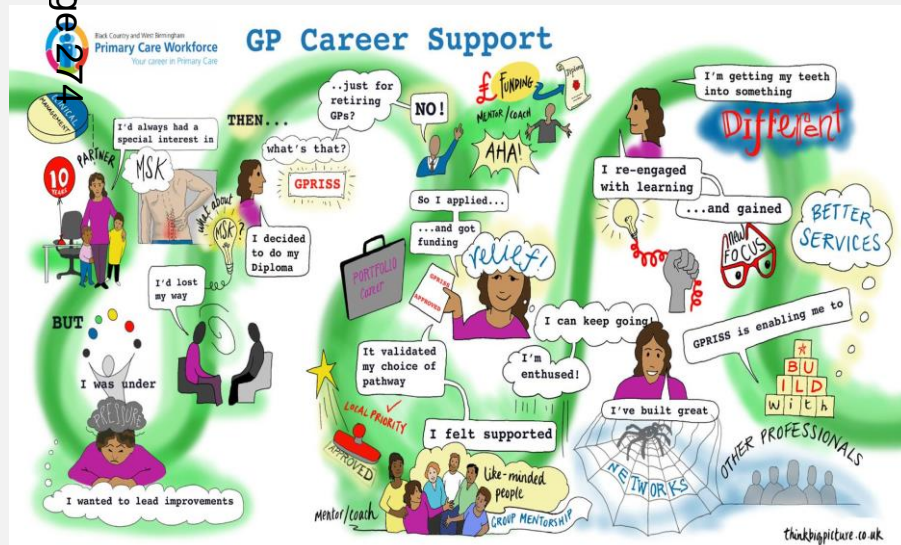 ge 274
Black Country and West Birmingham
Primary Care Workforce
Your career in Primary Care
GP Career Support
CLINICAL
MANAGEMENT
PARTNER
10
YEARS
I'd always had a
special interest in
MSK
THEN...
what about
MSK?
I decided
to do my
Diploma
what's that?
GPRISS
..just for
retiring
GPs?
NO!
£ FUNDING
Diploma
MENTOR/COACH
AHA!
BUT
I was under
PRESSURE
I wanted to lead improvements
I'd lost
my way
So I applied...
...and got
funding
GPRISS
APPROVED
relief!
PORTFOLIO
Career
It validated
my choice of
pathway
LOCAL PRIORITY
APPROVED
I felt supported
Mentor/coach
Like-minded
people
GROUP MENTORSHIP
I'm
enthused!
I can keep going!
I'm getting my teeth
into something
Different
I re-engaged
with learning
...and gained
new
FOCUS
I've built great
NETWORKS
GPRISS is enabling me to
BU
ILD
with
OTHER PROFESSIONALS
BETTER
SERVICES
thinkbigpicture.co.uk